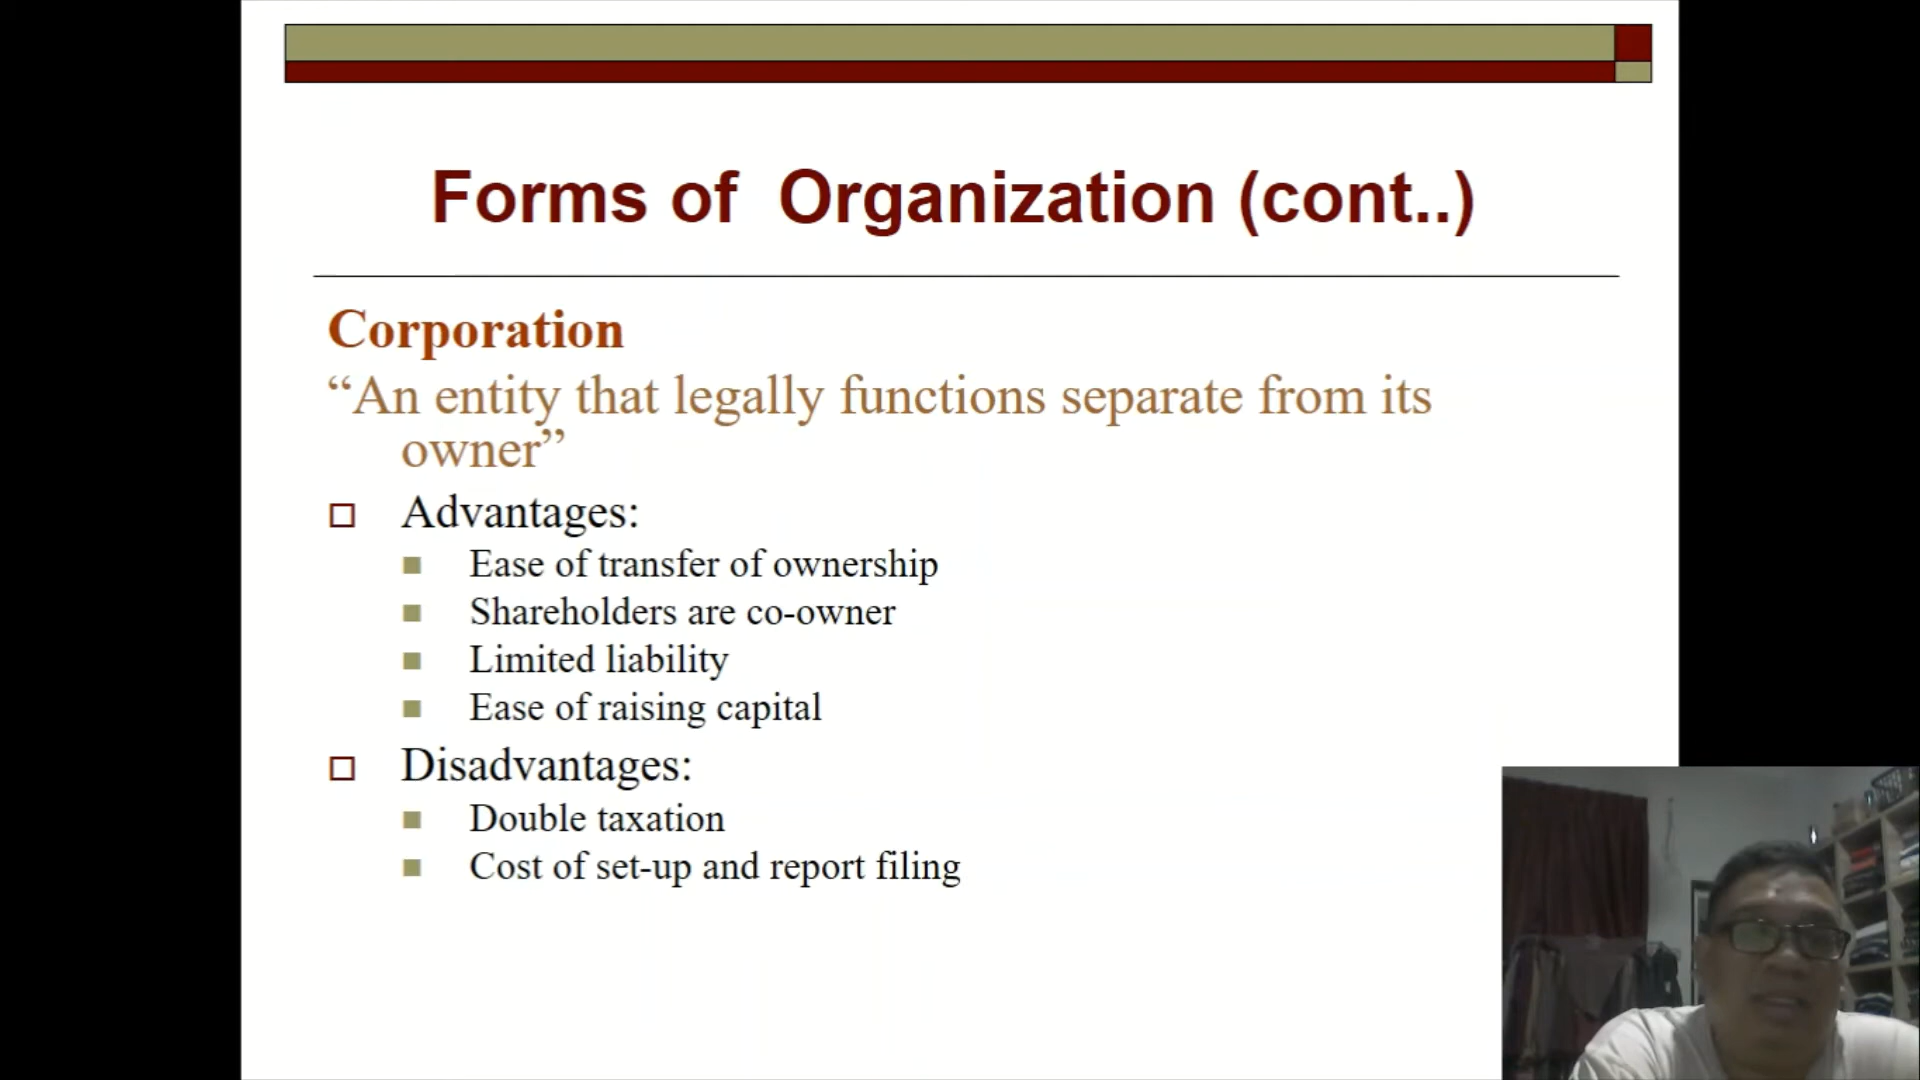 Forms of  Organization (cont..)
Corporation
“An entity that legally functions separate from its
owner”
Advantages:
Ease of transfer of ownership
Shareholders are co-owner
Limited liability
Ease of raising capital
Disadvantages:
Double taxation
Cost of set-up and report filing